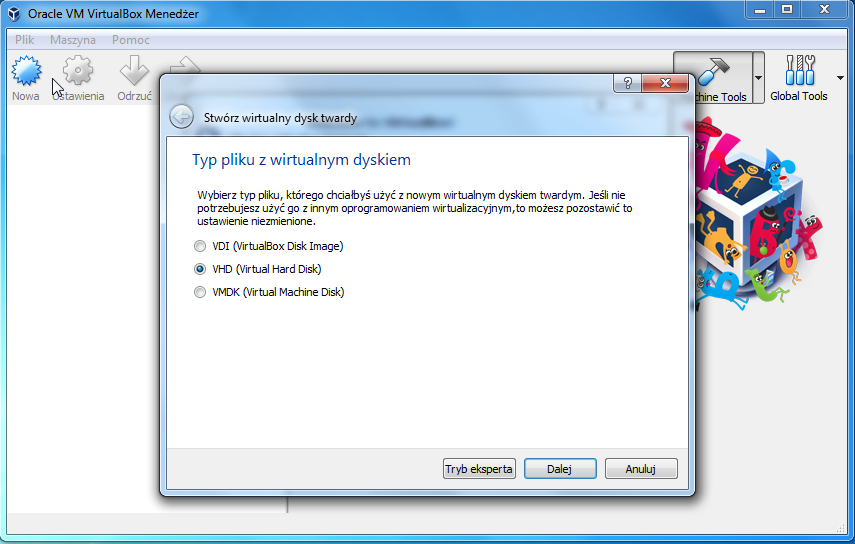 Oracle VM VirtualBox Menedżer
Plik Maszyna Pomoc
Nowa Ustawienia Odrzuć
chine Tools Global Tools
?
Stwórz wirtualny dysk twardy
Typ pliku z wirtualnym dyskiem
Wybierz typ pliku, którego chciałbyś użyć z nowym wirtualnym dyskiem twardym. Jeśli nie
potrzebujesz użyć go z innym oprogramowaniem wirtualizacyjnym,to możesz pozostawić to
ustawienie niezmienione.
VDI (VirtualBox Disk Image)
VHD (Virtual Hard Disk)
VMDK (Virtual Machine Disk)
Tryb eksperta Dalej Anuluj